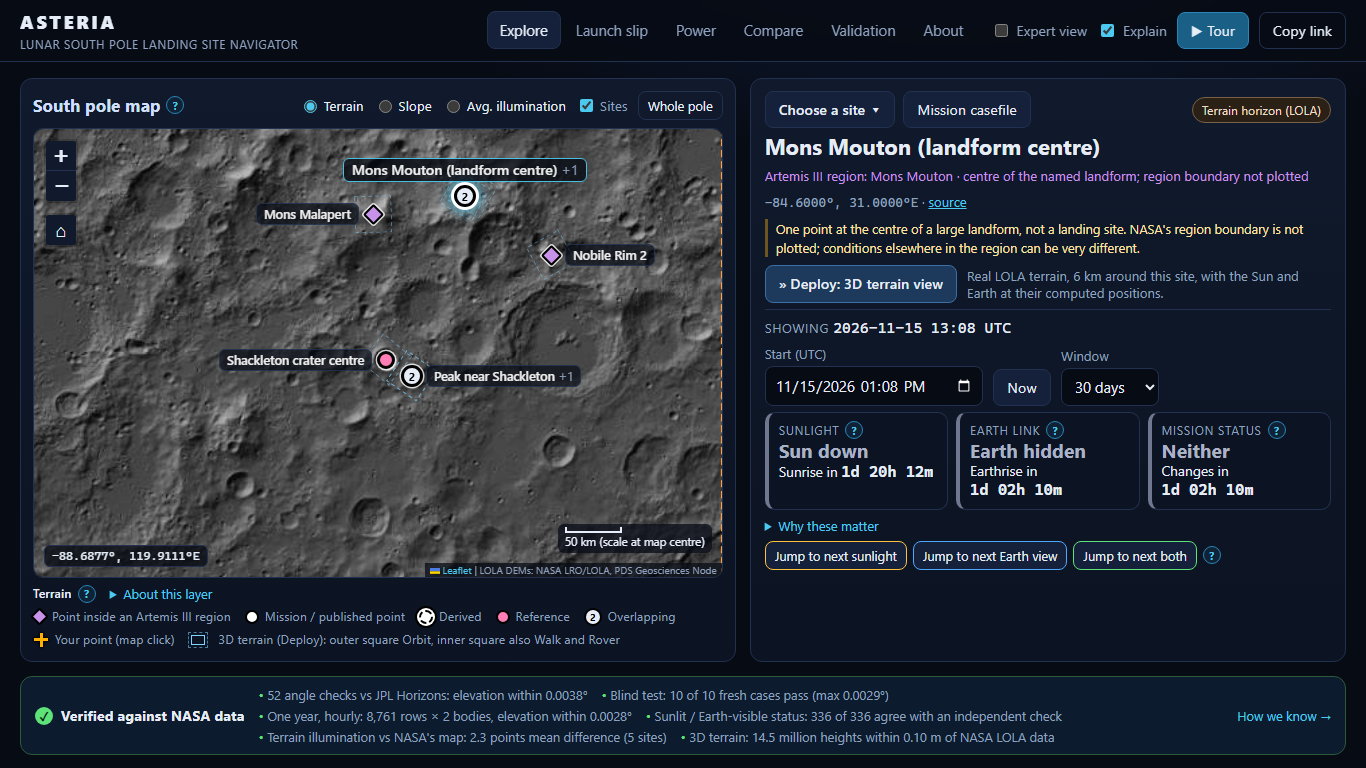 ASTERIA
LUNAR SOUTH POLE LANDING SITE NAVIGATOR
Explore
Launch slip
Power
Compare
Validation
About
Expert view
Explain
▶ Tour
Copy link
South pole map ?
Terrain
Slope
Avg. illumination
Sites
Whole pole
+
−
⌂
Mons Mouton (landform centre) +1
2
Mons Malapert
Nobile Rim 2
Shackleton crater centre
2
Peak near Shackleton +1
−88.6877°, 119.9111°E
50 km (scale at map centre)
Leaflet | LOLA DEMs: NASA LRO/LOLA, PDS Geosciences Node
Terrain ? ▶ About this layer
Point inside an Artemis III region
Mission / published point
Derived
Reference
2 Overlapping
Your point (map click)
3D terrain (Deploy): outer square Orbit, inner square also Walk and Rover
Choose a site ▾
Mission casefile
Terrain horizon (LOLA)
Mons Mouton (landform centre)
Artemis III region: Mons Mouton · centre of the named landform; region boundary not plotted
−84.6000°, 31.0000°E · source
One point at the centre of a large landform, not a landing site. NASA's region boundary is not
plotted; conditions elsewhere in the region can be very different.
» Deploy: 3D terrain view
Real LOLA terrain, 6 km around this site, with the Sun and
Earth at their computed positions.
SHOWING 2026-11-15 13:08 UTC
Start (UTC)
11/15/2026 01:08 PM
Now
Window
30 days
SUNLIGHT ?
Sun down
Sunrise in 1d 20h 12m
EARTH LINK ?
Earth hidden
Earthrise in
1d 02h 10m
MISSION STATUS ?
Neither
Changes in
1d 02h 10m
▶ Why these matter
Jump to next sunlight
Jump to next Earth view
Jump to next both
?
Verified against NASA data
• 52 angle checks vs JPL Horizons: elevation within 0.0038° • Blind test: 10 of 10 fresh cases pass (max 0.0029°)
• One year, hourly: 8,761 rows × 2 bodies, elevation within 0.0028° • Sunlit / Earth-visible status: 336 of 336 agree with an independent check
• Terrain illumination vs NASA's map: 2.3 points mean difference (5 sites) • 3D terrain: 14.5 million heights within 0.10 m of NASA LOLA data
How we know →